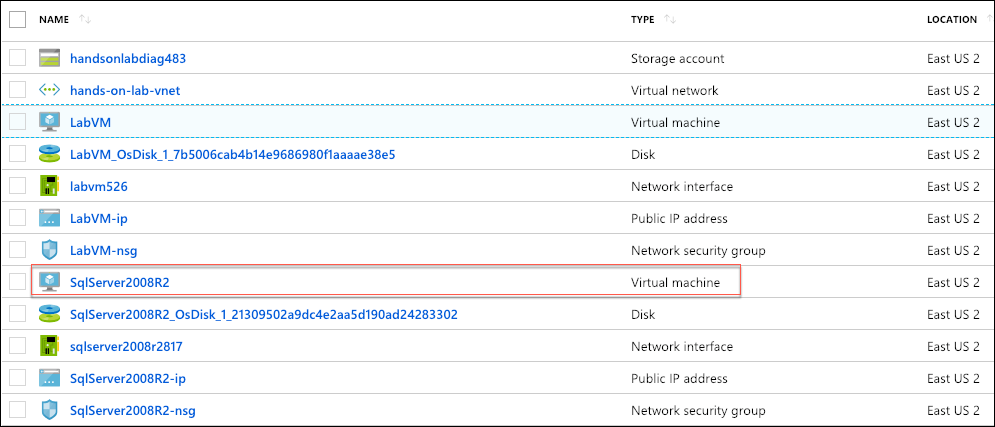 NAME TYPE LOCATION
handsonlabdiag483 Storage account East US 2
hands-on-lab-vnet Virtual network East US 2
LabVM Virtual machine East US 2
LabVM_OsDisk_1_7b5006cab4b14e9686980f1aaaae38e5 Disk East US 2
labvm526 Network interface East US 2
LabVM-ip Public IP address East US 2
LabVM-nsg Network security group East US 2
SqlServer2008R2 Virtual machine East US 2
SqlServer2008R2_OsDisk_1_21309502a9dc4e2aa5d190ad24283302 Disk East US 2
sqlserver2008r2817 Network interface East US 2
SqlServer2008R2-ip Public IP address East US 2
SqlServer2008R2-nsg Network security group East US 2